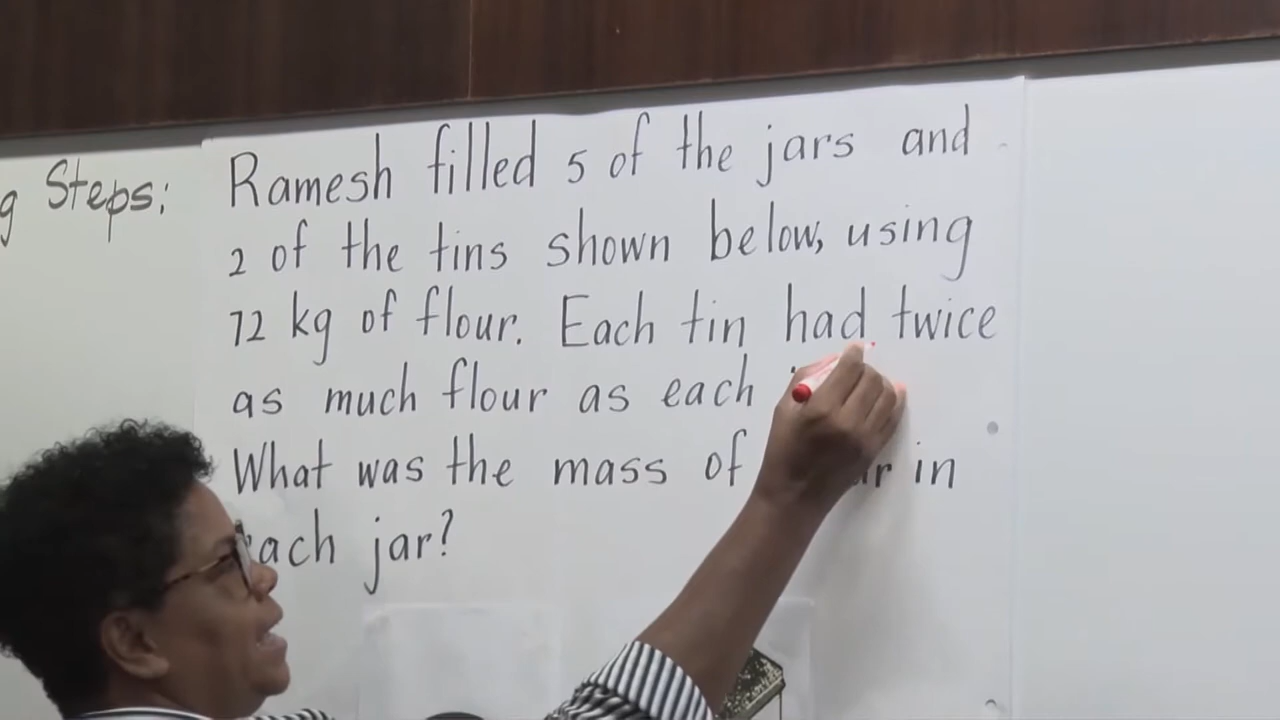 g Steps:
Ramesh filled 5 of the jars and
2 of the tins shown below, using
72 kg of flour. Each tin had twice
as much flour as each
What was the mass of in
each jar?